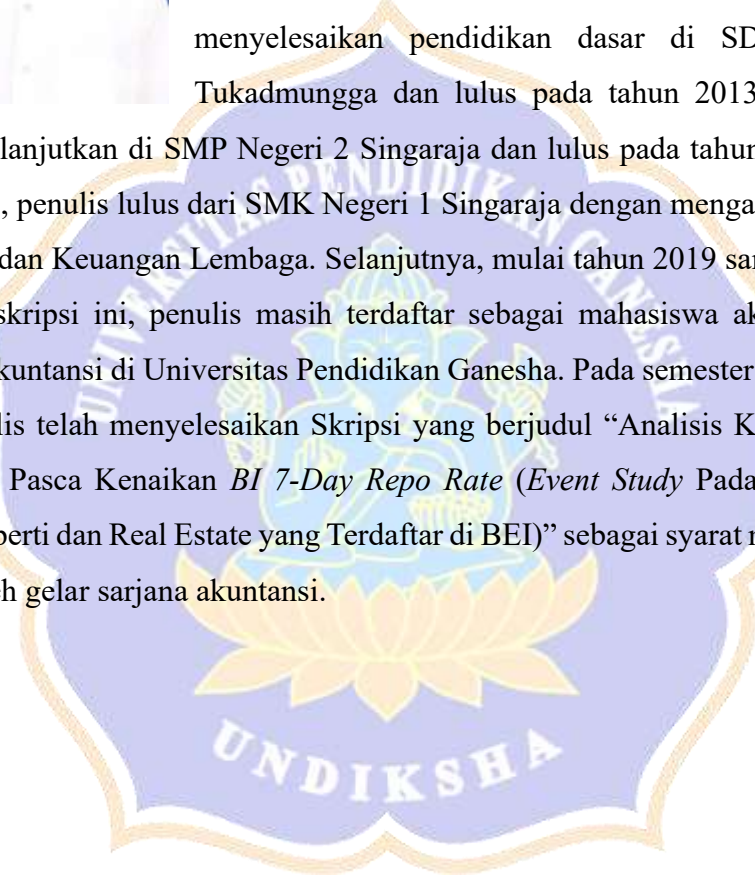 menyelesaikan pendidikan dasar di SD
Tukadmungga dan lulus pada tahun 2013
lanjutkan di SMP Negeri 2 Singaraja dan lulus pada tahun
, penulis lulus dari SMK Negeri 1 Singaraja dengan menga
dan Keuangan Lembaga. Selanjutnya, mulai tahun 2019 sa
skripsi ini, penulis masih terdaftar sebagai mahasiswa ak
kuntansi di Universitas Pendidikan Ganesha. Pada semester
lis telah menyelesaikan Skripsi yang berjudul “Analisis K
Pasca Kenaikan BI 7-Day Repo Rate (Event Study Pada
perti dan Real Estate yang Terdaftar di BEI)” sebagai syarat
h gelar sarjana akuntansi.
UNIVERSITAS PENDIDIKAN GANESHA
UNDIKSHA